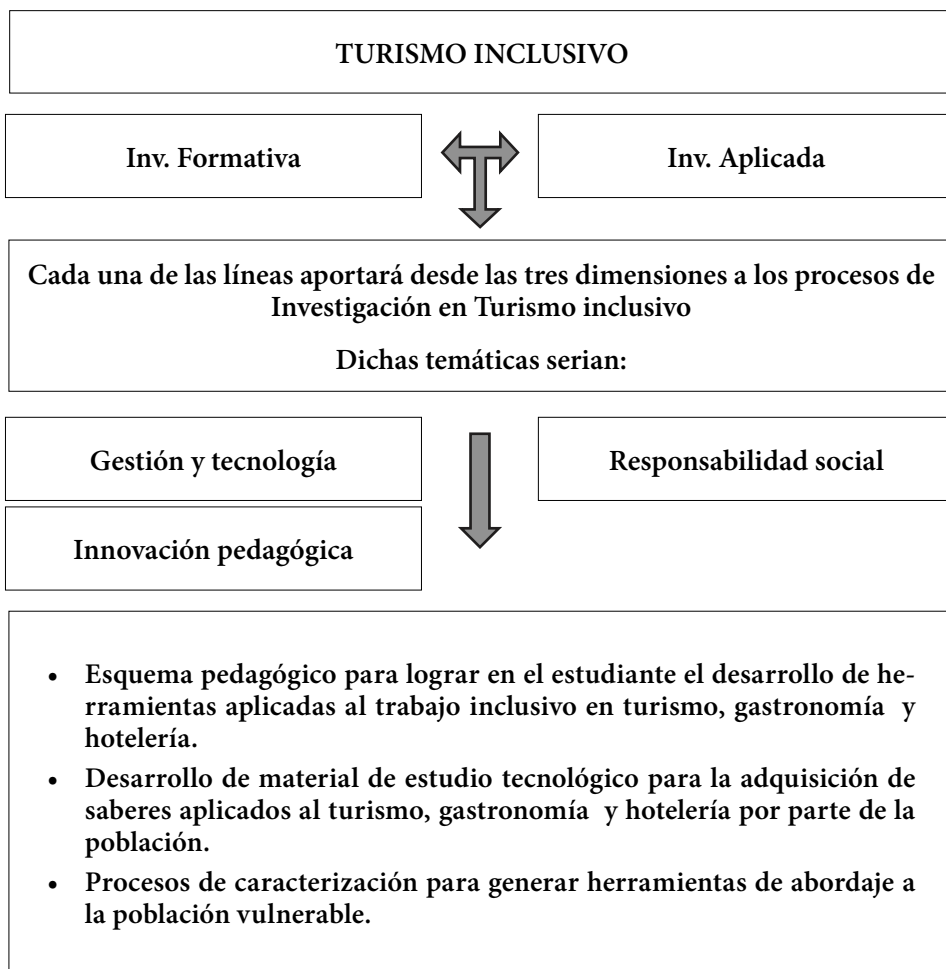 TURISMO INCLUSIVO
Inv. Formativa
Inv. Aplicada
Cada una de las líneas aportará desde las tres dimensiones a los procesos de
Investigación en Turismo inclusivo
Dichas temáticas serian:
Gestión y tecnología
Responsabilidad social
Innovación pedagógica
• Esquema pedagógico para lograr en el estudiante el desarrollo de he-
rramientas aplicadas al trabajo inclusivo en turismo, gastronomía y
hotelería.
• Desarrollo de material de estudio tecnológico para la adquisición de
saberes aplicados al turismo, gastronomía y hotelería por parte de la
población.
• Procesos de caracterización para generar herramientas de abordaje a
la población vulnerable.